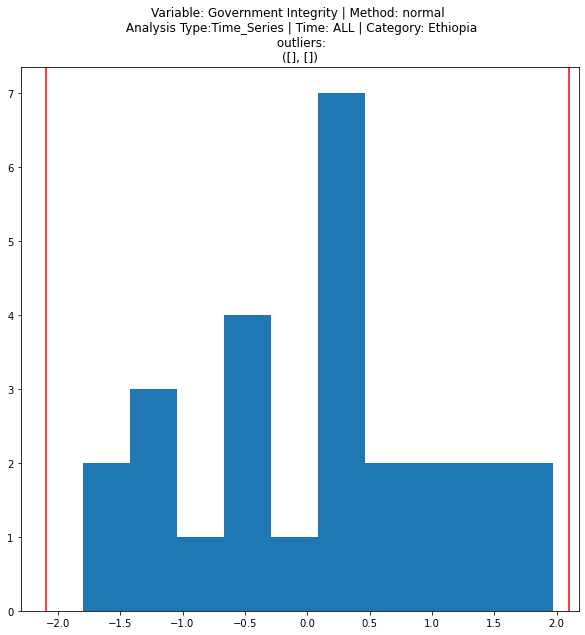 Variable: Government Integrity | Method: normal
Analysis Type:Time_Series | Time: ALL | Category: Ethiopia
outliers:
([], [])
7
6
5
4
3
2
1
0
−2.0 −1.5 −1.0 −0.5 0.0 0.5 1.0 1.5 2.0